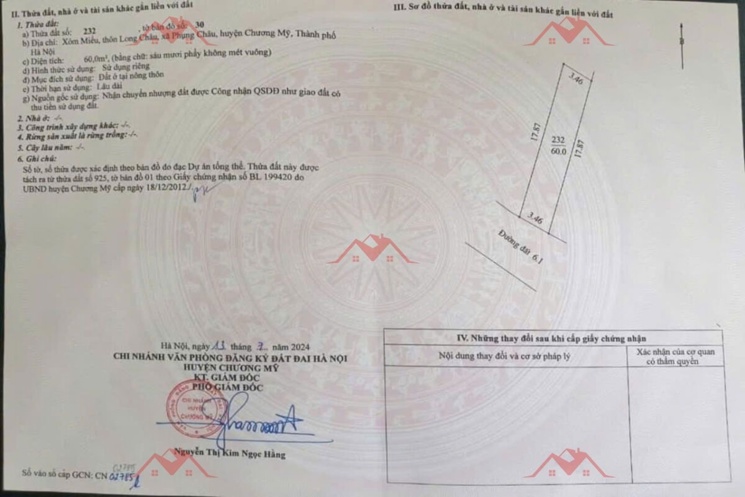 II. Thửa đất, nhà ở và tài sản khác gắn liền với đất
1. Thửa đất:
a) Thửa đất số: 232 , tờ bản đồ số: 30
b) Địa chỉ: Xóm Miếu, thôn Long Châu, xã Phụng Châu, huyện Chương Mỹ, Thành phố
Hà Nội
c) Diện tích: 60,0m², (bằng chữ: sáu mươi phẩy không mét vuông)
d) Hình thức sử dụng: Sử dụng riêng
đ) Mục đích sử dụng: Đất ở tại nông thôn
e) Thời hạn sử dụng: Lâu dài
g) Nguồn gốc sử dụng: Nhận chuyển nhượng đất được Công nhận QSDĐ như giao đất có
thu tiền sử dụng đất.
2. Nhà ở: -/-
3. Công trình xây dựng khác: -/-
4. Rừng sản xuất là rừng trồng: -/-
5. Cây lâu năm: -/-
6. Ghi chú:
Số tờ, số thửa được xác định theo bản đồ đo đạc Dự án tổng thể. Thửa đất này được
tách ra từ thửa đất số 925, tờ bản đồ 01 theo Giấy chứng nhận số BL 199420 do
UBND huyện Chương Mỹ cấp ngày 18/12/2012./.
Hà Nội, ngày 11 tháng 7 năm 2024
CHI NHÁNH VĂN PHÒNG ĐĂNG KÝ ĐẤT ĐAI HÀ NỘI
HUYỆN CHƯƠNG MỸ
KT. GIÁM ĐỐC
PHÓ GIÁM ĐỐC
CHI NHÁNH
HUYỆN
CHƯƠNG MỸ
Nguyễn Thị Kim Ngọc Hằng
02785
Số vào sổ cấp GCN: CN 02785
III. Sơ đồ thửa đất, nhà ở và tài sản khác gắn liền với đất
3.46
17.87
232
60.0
17.87
3.46
Đường đất 6.1
IV. Những thay đổi sau khi cấp giấy chứng nhận
Nội dung thay đổi và cơ sở pháp lý
Xác nhận của cơ quan
có thẩm quyền